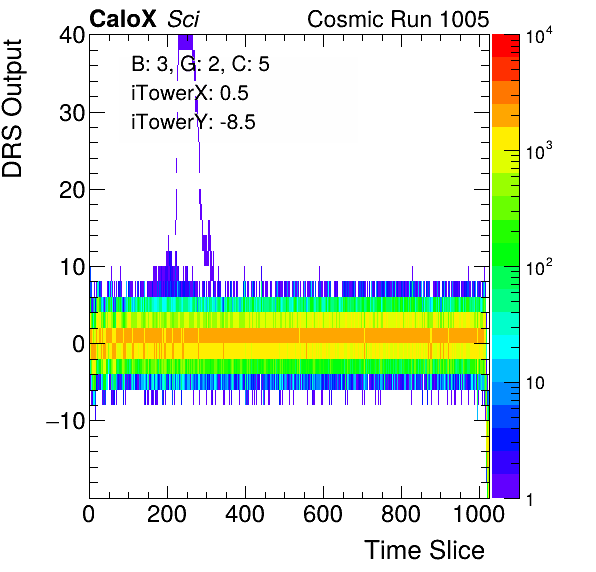 CaloX Sci Cosmic Run 1005
B: 3, G: 2, C: 5
iTowerX: 0.5
iTowerY: -8.5
DRS Output
40
30
20
10
0
−10
0 200 400 600 800 1000
Time Slice
10^4
10^3
10^2
10
1